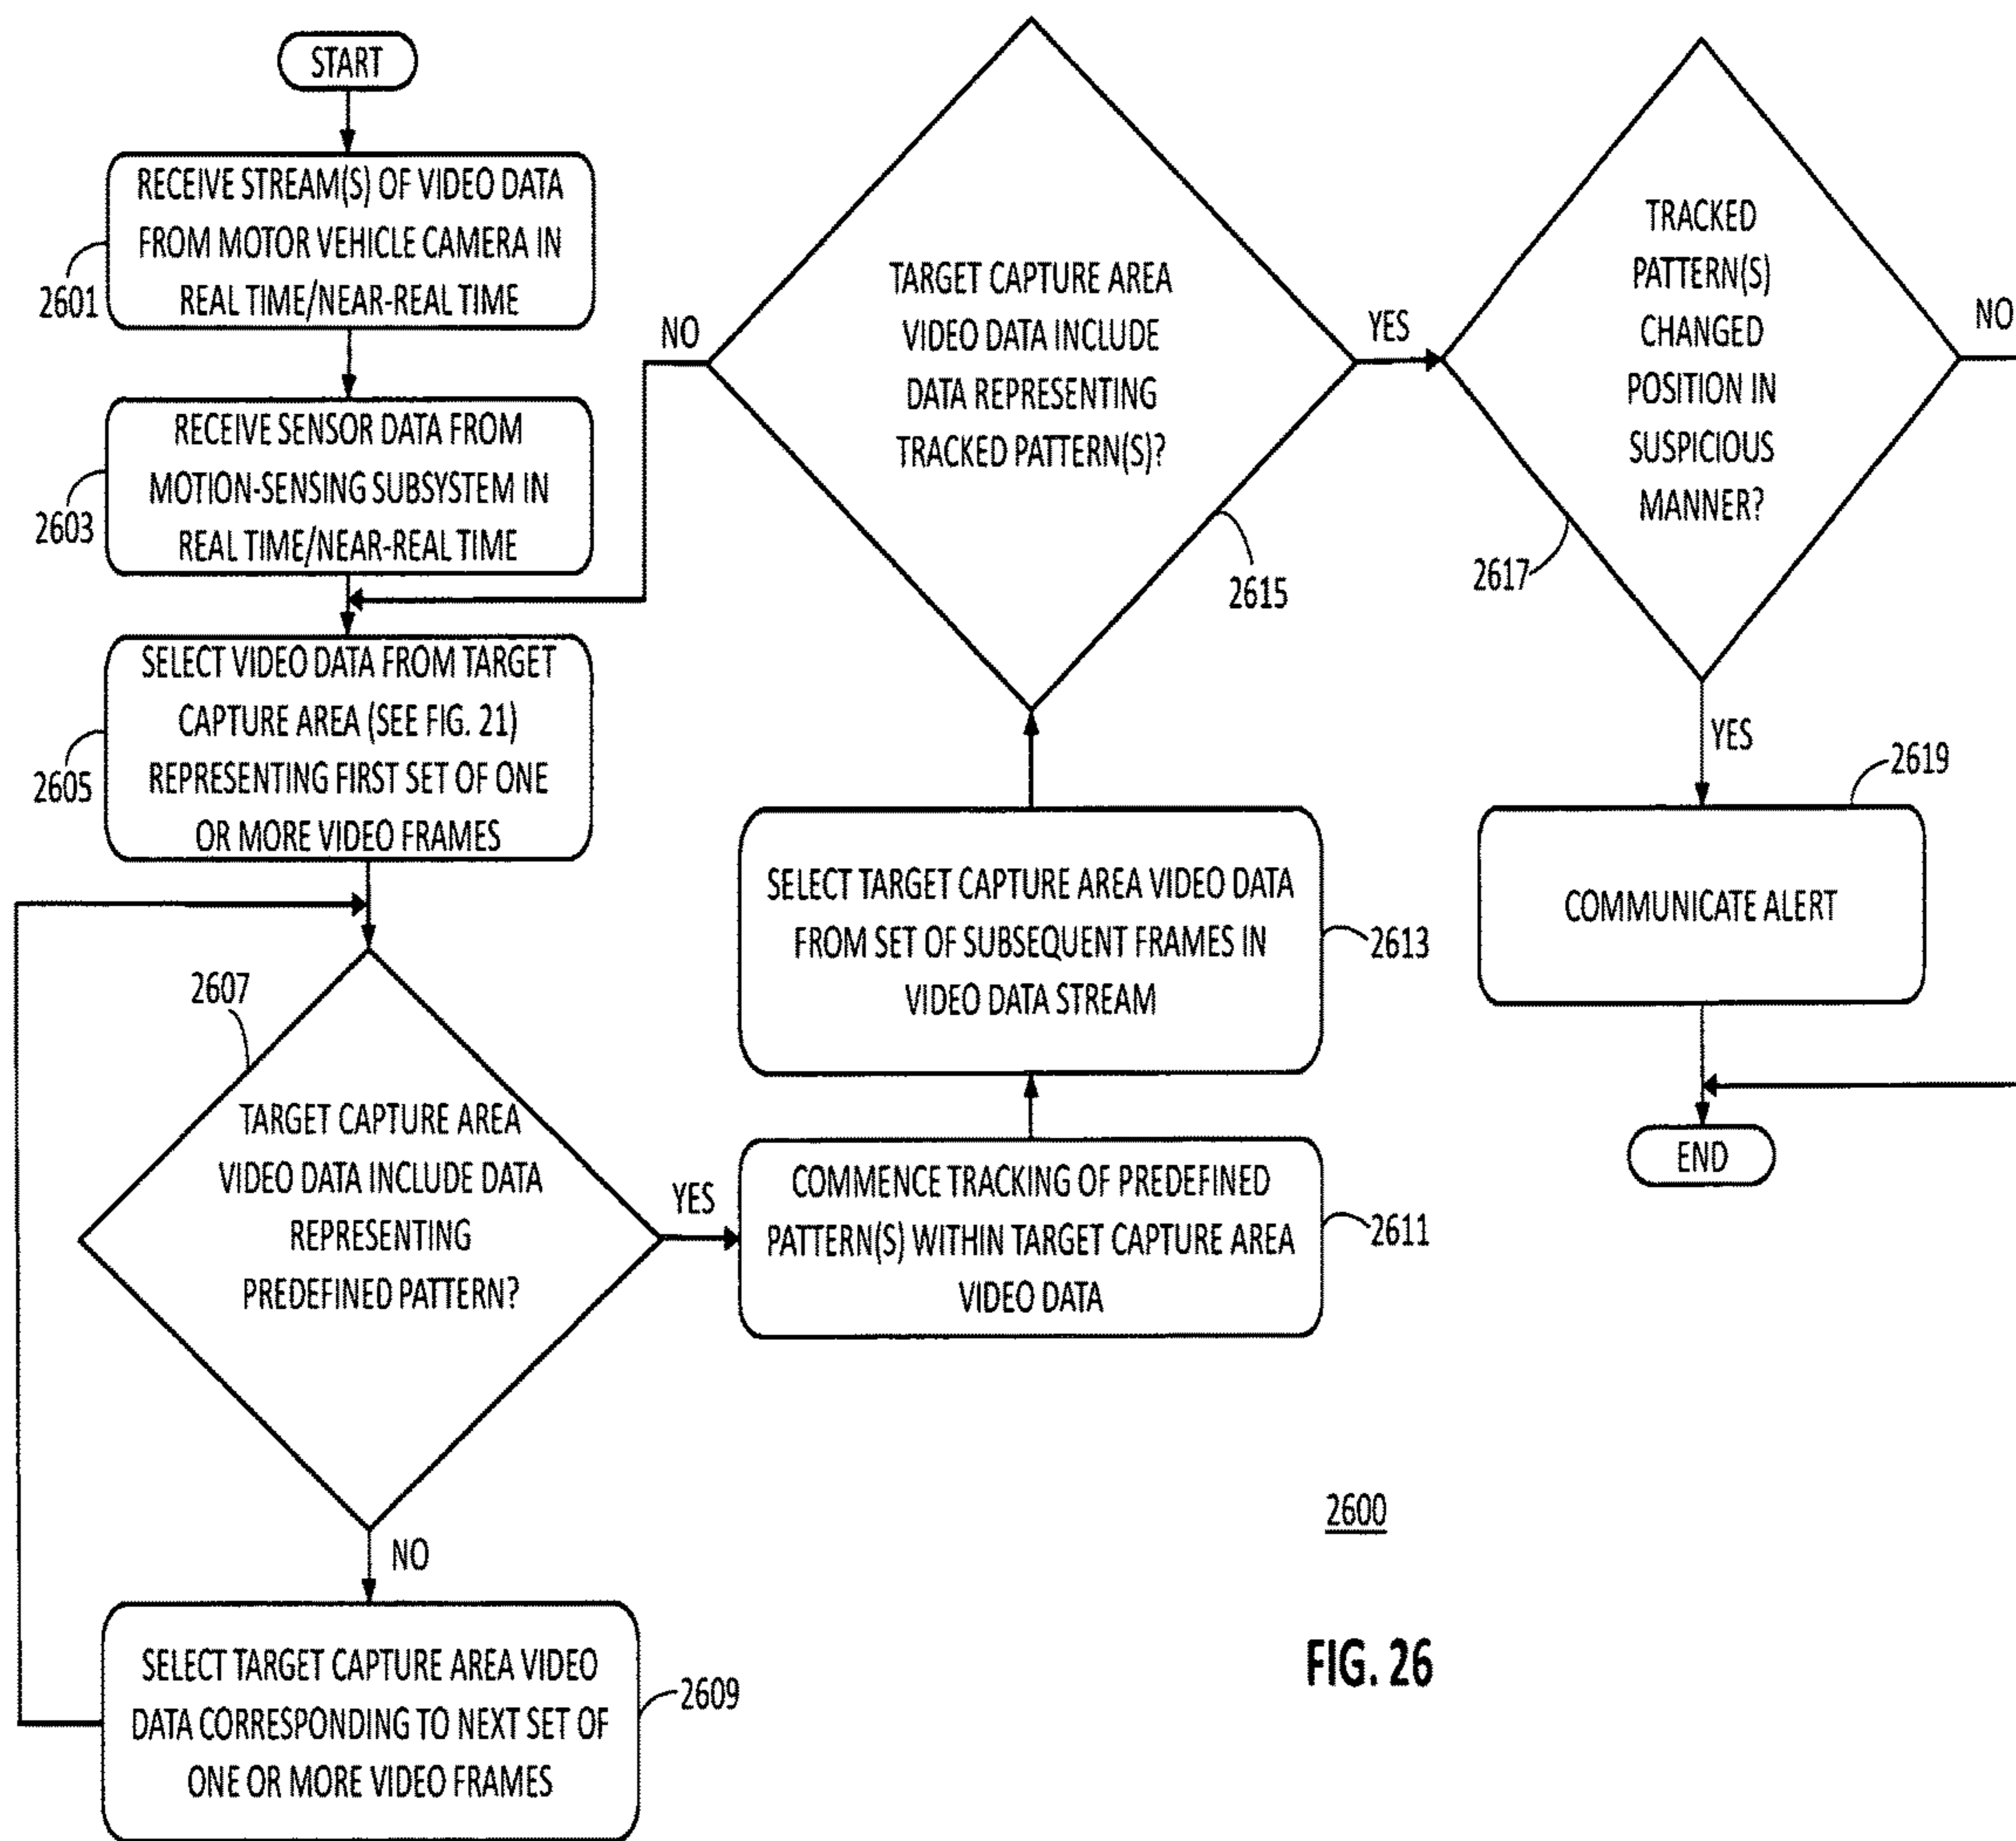 START
RECEIVE STREAM(S) OF VIDEO DATA
FROM MOTOR VEHICLE CAMERA IN
REAL TIME/NEAR-REAL TIME
2601
RECEIVE SENSOR DATA FROM
MOTION-SENSING SUBSYSTEM IN
REAL TIME/NEAR-REAL TIME
2603
SELECT VIDEO DATA FROM TARGET
CAPTURE AREA (SEE FIG. 21)
REPRESENTING FIRST SET OF ONE
OR MORE VIDEO FRAMES
2605
2607
TARGET CAPTURE AREA
VIDEO DATA INCLUDE DATA
REPRESENTING
PREDEFINED PATTERN?
YES
NO
SELECT TARGET CAPTURE AREA VIDEO
DATA CORRESPONDING TO NEXT SET OF
ONE OR MORE VIDEO FRAMES
2609
COMMENCE TRACKING OF PREDEFINED
PATTERN(S) WITHIN TARGET CAPTURE AREA
VIDEO DATA
2611
SELECT TARGET CAPTURE AREA VIDEO DATA
FROM SET OF SUBSEQUENT FRAMES IN
VIDEO DATA STREAM
2613
TARGET CAPTURE AREA
VIDEO DATA INCLUDE
DATA REPRESENTING
TRACKED PATTERN(S)?
2615
NO
YES
TRACKED
PATTERN(S)
CHANGED
POSITION IN
SUSPICIOUS
MANNER?
2617
NO
YES
2619
COMMUNICATE ALERT
END
2600
FIG. 26